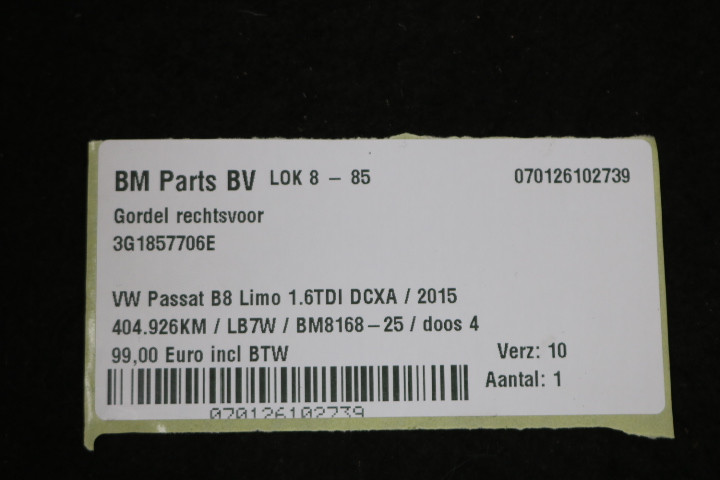 BM Parts BV LOK 8 - 85 070126102739
Gordel rechtsvoor
3G1857706E
VW Passat B8 Limo 1.6TDI DCXA / 2015
404.926KM / LB7W / BM8168-25 / doos 4
99,00 Euro incl BTW Verz: 10
Aantal: 1
070126102739